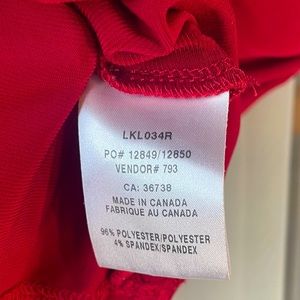 LKL034R
PO# 12849/12850
VENDOR# 793
CA: 36738
MADE IN CANADA
FABRIQUE AU CANADA
96% POLYESTER/POLYESTER
4% SPANDEX/SPANDEX